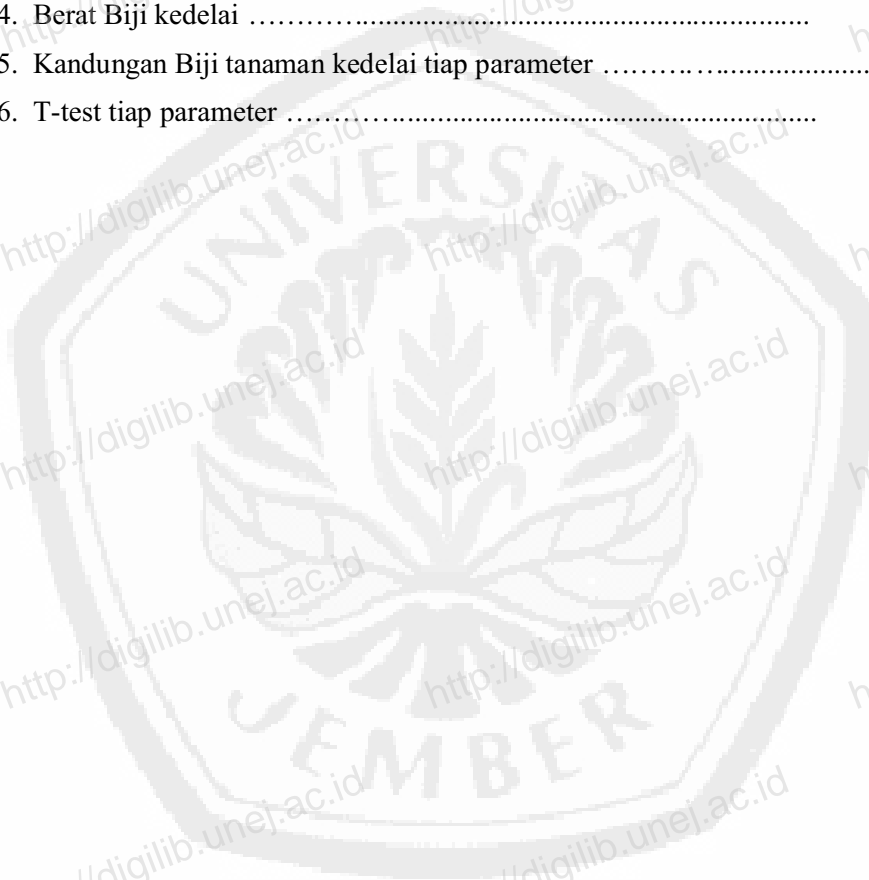 4. Berat Biji kedelai ……………............................................................
5. Kandungan Biji tanaman kedelai tiap parameter ……………......................
6. T-test tiap parameter ……………........................................................
http://digilib.unej.ac.id
http://digilib.unej.ac.id
UNIVERSITAS
http://digilib.unej.ac.id
http://digilib.unej.ac.id
http://digilib.unej.ac.id
http://digilib.unej.ac.id
JEMBER
http://digilib.unej.ac.id
http://digilib.unej.ac.id